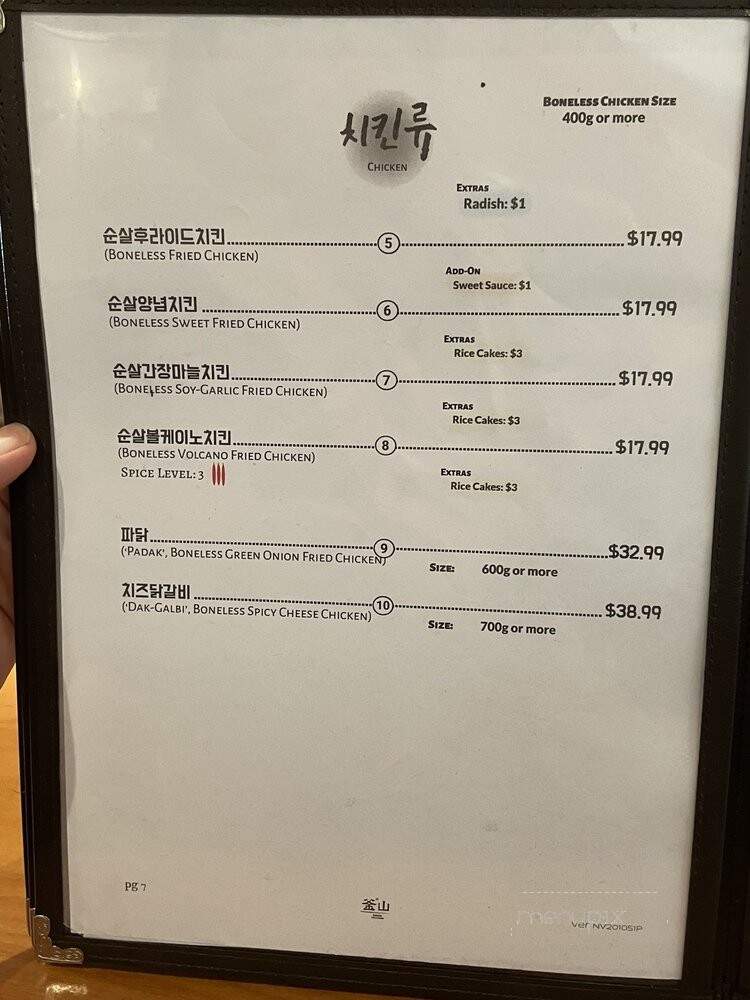 치킨류
CHICKEN
BONELESS CHICKEN SIZE
400g or more
EXTRAS
Radish: $1
순살후라이드치킨 5 $17.99
(BONELESS FRIED CHICKEN)
ADD-ON
Sweet Sauce: $1
순살양념치킨 6 $17.99
(BONELESS SWEET FRIED CHICKEN)
EXTRAS
Rice Cakes: $3
순살간장마늘치킨 7 $17.99
(BONELESS SOY-GARLIC FRIED CHICKEN)
EXTRAS
Rice Cakes: $3
순살볼케이노치킨 8 $17.99
(BONELESS VOLCANO FRIED CHICKEN)
SPICE LEVEL: 3
EXTRAS
Rice Cakes: $3
파닭 9 $32.99
('PADAK', BONELESS GREEN ONION FRIED CHICKEN)
SIZE: 600g or more
치즈닭갈비 10 $38.99
('DAK-GALBI', BONELESS SPICY CHEESE CHICKEN)
SIZE: 700g or more
pg 7
釜山
menupix
Ver NV201051P